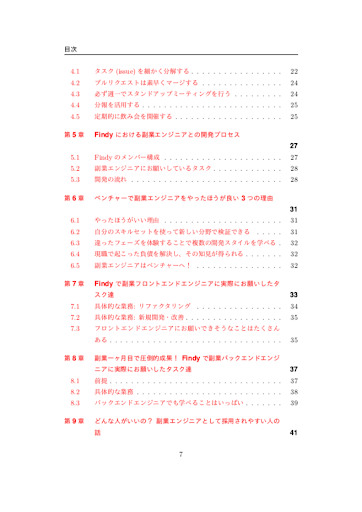 目次
4.1 タスク (issue) を細かく分解する . . . . . . . . . . . . . . . . . 22
4.2 プルリクエストは素早くマージする . . . . . . . . . . . . . . . 24
4.3 必ず週一でスタンドアップミーティングを行う . . . . . . . . . 24
4.4 分報を活用する . . . . . . . . . . . . . . . . . . . . . . . . . . 25
4.5 定期的に飲み会を開催する . . . . . . . . . . . . . . . . . . . . 25
第 5 章 Findy における副業エンジニアとの開発プロセス
27
5.1 Findy のメンバー構成 . . . . . . . . . . . . . . . . . . . . . . 27
5.2 副業エンジニアにお願いしているタスク . . . . . . . . . . . . . 28
5.3 開発の流れ . . . . . . . . . . . . . . . . . . . . . . . . . . . . 28
第 6 章 ベンチャーで副業エンジニアをやったほうが良い 3 つの理由
31
6.1 やったほうがいい理由 . . . . . . . . . . . . . . . . . . . . . . 31
6.2 自分のスキルセットを使って新しい分野で検証できる . . . . . 31
6.3 違ったフェーズを体験することで複数の開発スタイルを学べる . 32
6.4 現職で起こった負債を解決し、その知見が得られる . . . . . . . 32
6.5 副業エンジニアはベンチャーへ！ . . . . . . . . . . . . . . . . 32
第 7 章 Findy で副業フロントエンドエンジニアに実際にお願いしたタ
スク達 33
7.1 具体的な業務: リファクタリング . . . . . . . . . . . . . . . . 34
7.2 具体的な業務: 新規開発・改善 . . . . . . . . . . . . . . . . . . 35
7.3 フロントエンドエンジニアにお願いできそうなことはたくさん
ある . . . . . . . . . . . . . . . . . . . . . . . . . . . . . . . . 35
第 8 章 副業一ヶ月目で圧倒的成果！ Findy で副業バックエンドエンジ
ニアに実際にお願いしたタスク達 37
8.1 前提 . . . . . . . . . . . . . . . . . . . . . . . . . . . . . . . . 37
8.2 具体的な業務 . . . . . . . . . . . . . . . . . . . . . . . . . . . 38
8.3 バックエンドエンジニアでも学べることはいっぱい . . . . . . . 39
第 9 章 どんな人がいいの？ 副業エンジニアとして採用されやすい人の
話 41
7